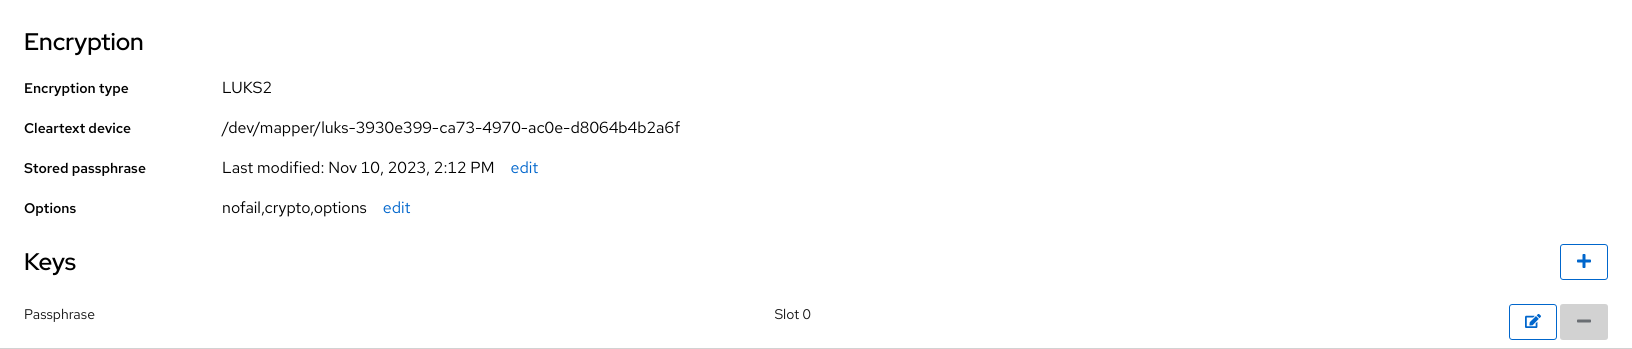 Encryption
Encryption type LUKS2
Cleartext device /dev/mapper/luks-3930e399-ca73-4970-ac0e-d8064b4b2a6f
Stored passphrase Last modified: Nov 10, 2023, 2:12 PM edit
Options nofail,crypto,options edit
Keys
Passphrase Slot 0